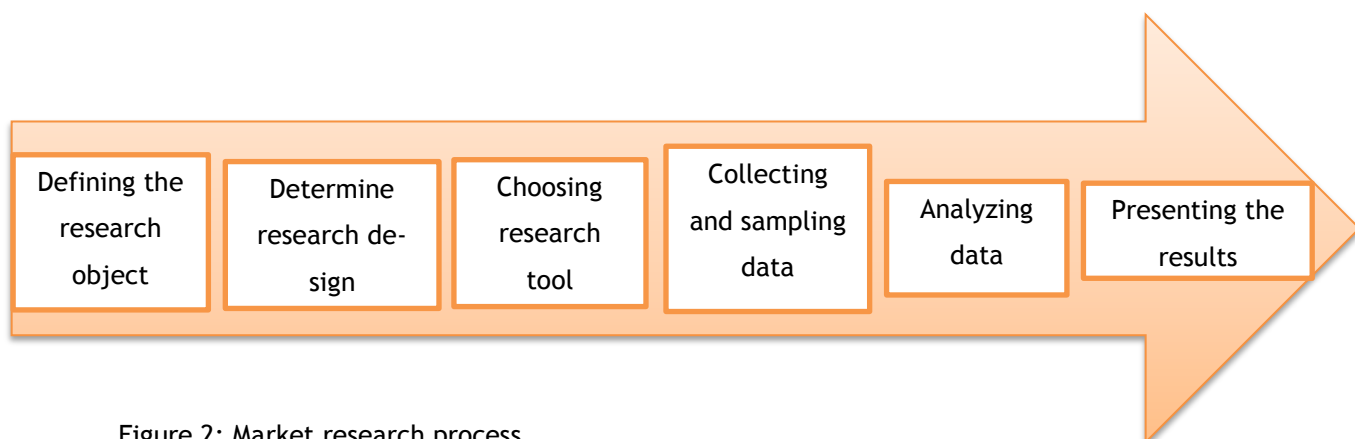 Defining the
research
object
Determine
research de-
sign
Choosing
research
tool
Collecting
and sampling
data
Analyzing
data
Presenting the
results
Figure 2: Market research process